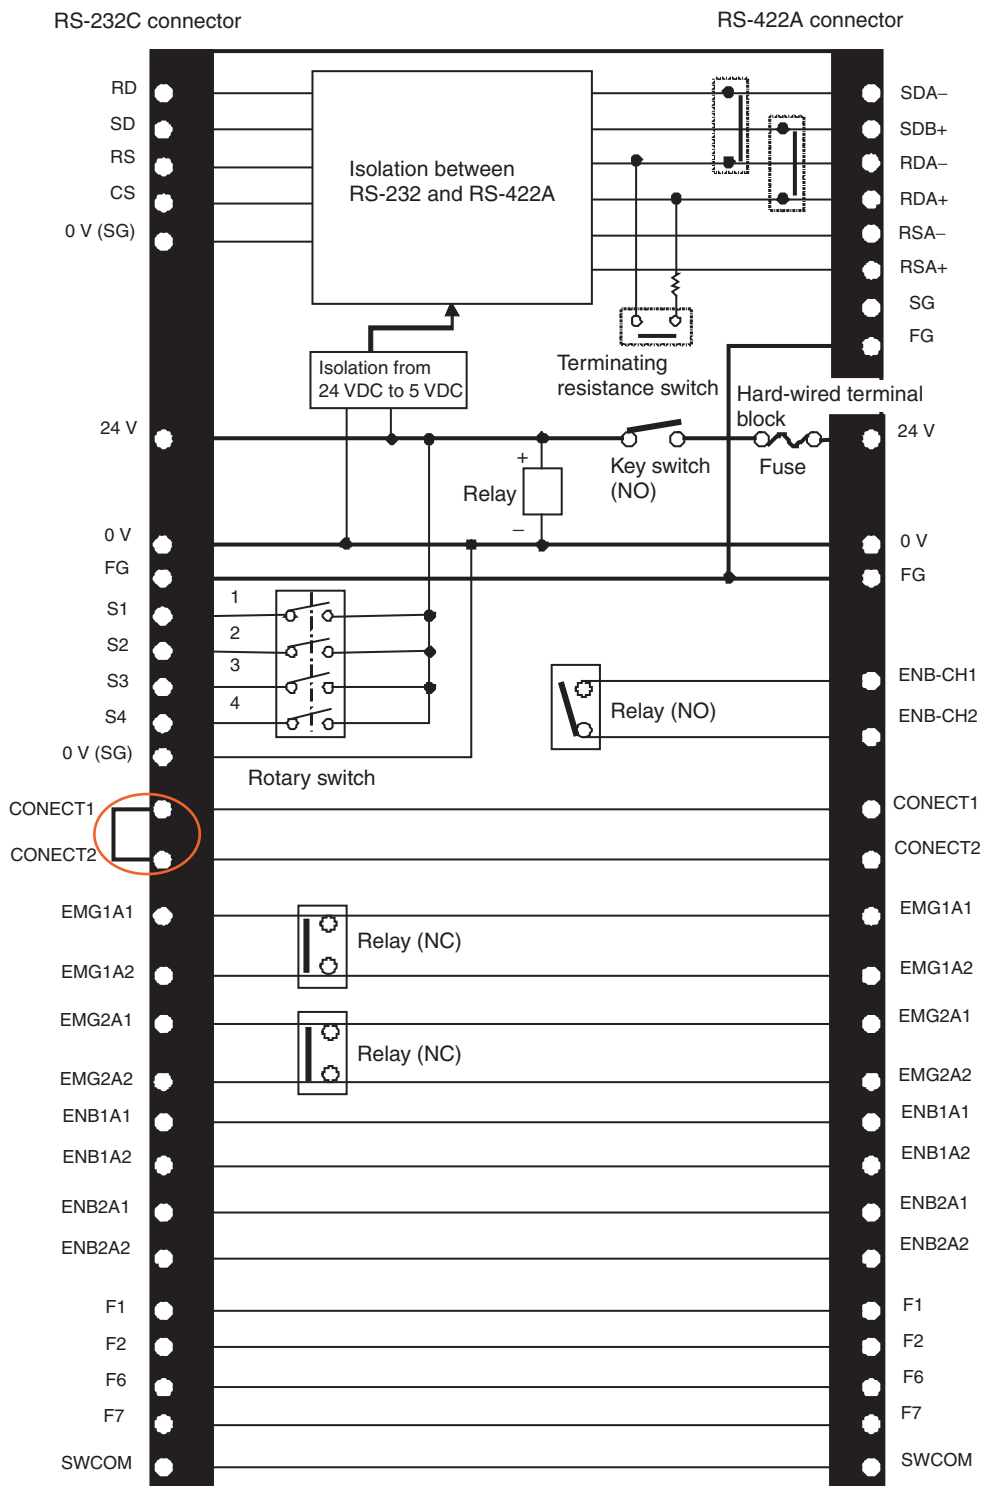 RS-232C connector
RS-422A connector
RD
SD
RS
CS
0 V (SG)
Isolation between
RS-232 and RS-422A
SDA−
SDB+
RDA−
RDA+
RSA−
RSA+
SG
FG
Isolation from
24 VDC to 5 VDC
Terminating
resistance switch
Hard-wired terminal
block
24 V
24 V
Key switch
(NO)
Fuse
+
Relay
−
0 V
0 V
FG
FG
S1
1
S2
2
S3
3
S4
4
0 V (SG)
Rotary switch
Relay (NO)
ENB-CH1
ENB-CH2
CONECT1
CONECT1
CONECT2
CONECT2
EMG1A1
EMG1A1
Relay (NC)
EMG1A2
EMG1A2
EMG2A1
EMG2A1
Relay (NC)
EMG2A2
EMG2A2
ENB1A1
ENB1A1
ENB1A2
ENB1A2
ENB2A1
ENB2A1
ENB2A2
ENB2A2
F1
F1
F2
F2
F6
F6
F7
F7
SWCOM
SWCOM